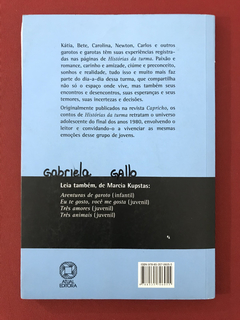 Kátia, Bete, Carolina, Newton, Carlos e outros
garotos e garotas têm suas experiências registra-
das nas páginas de Histórias da turma. Paixão e
romance, carinho e amizade, ciúme e preconceito,
sonhos e realidade, tudo isso e muito mais faz
parte do dia-a-dia dessa turma, que compartilha
não só o espaço onde vive, mas também seus
encontros e desencontros, suas esperanças e seus
temores, suas incertezas e decisões.
Originalmente publicados na revista Capricho, os
contos de Histórias da turma retratam o universo
adolescente do final dos anos 1980, envolvendo o
leitor e convidando-o a vivenciar as mesmas
emoções desse grupo de jovens.
Gabriela Gallo
Leia também, de Marcia Kupstas:
Aventuras de garoto (infantil)
Eu te gosto, você me gosta (juvenil)
Três amores (juvenil)
Três animais (juvenil)
ATUAL
EDITORA